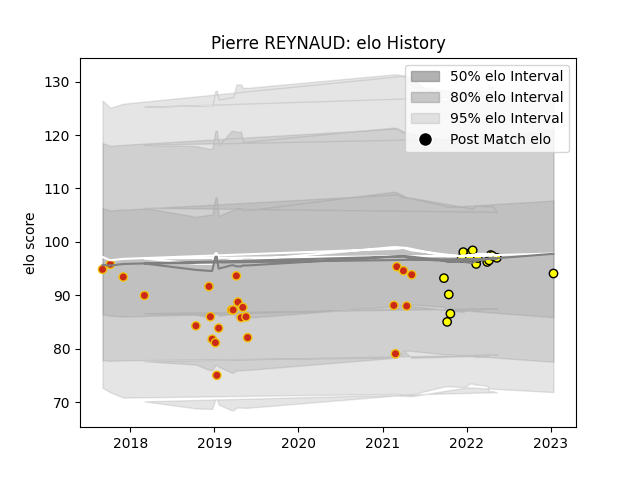 Pierre REYNAUD: elo History
50% elo Interval
80% elo Interval
95% elo Interval
Post Match elo
elo score
130
120
110
100
90
80
70
2018
2019
2020
2021
2022
2023